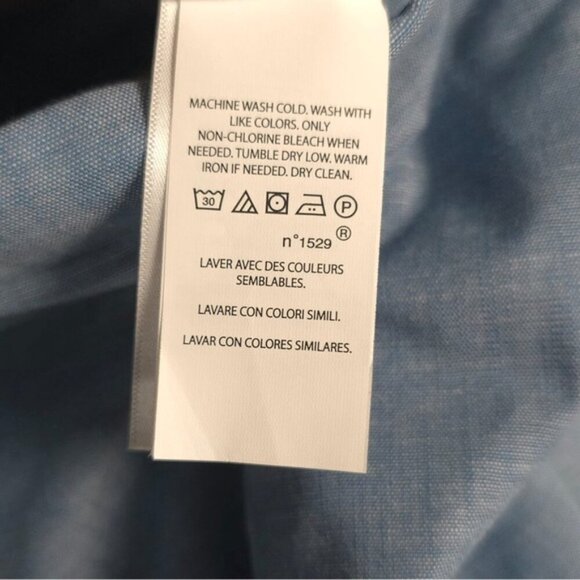 MACHINE WASH COLD. WASH WITH
LIKE COLORS. ONLY
NON-CHLORINE BLEACH WHEN
NEEDED. TUMBLE DRY LOW. WARM
IRON IF NEEDED. DRY CLEAN.
30 P
n°1529 ®
LAVER AVEC DES COULEURS
SEMBLABLES.
LAVARE CON COLORI SIMILI.
LAVAR CON COLORES SIMILARES.